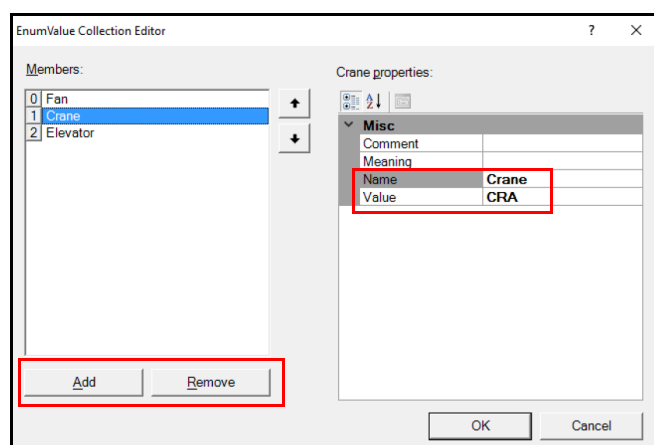 EnumValue Collection Editor ? ×
Members:
0 Fan
1 Crane
2 Elevator
Add Remove
Crane properties:
Misc
Comment
Meaning
Name Crane
Value CRA
OK Cancel